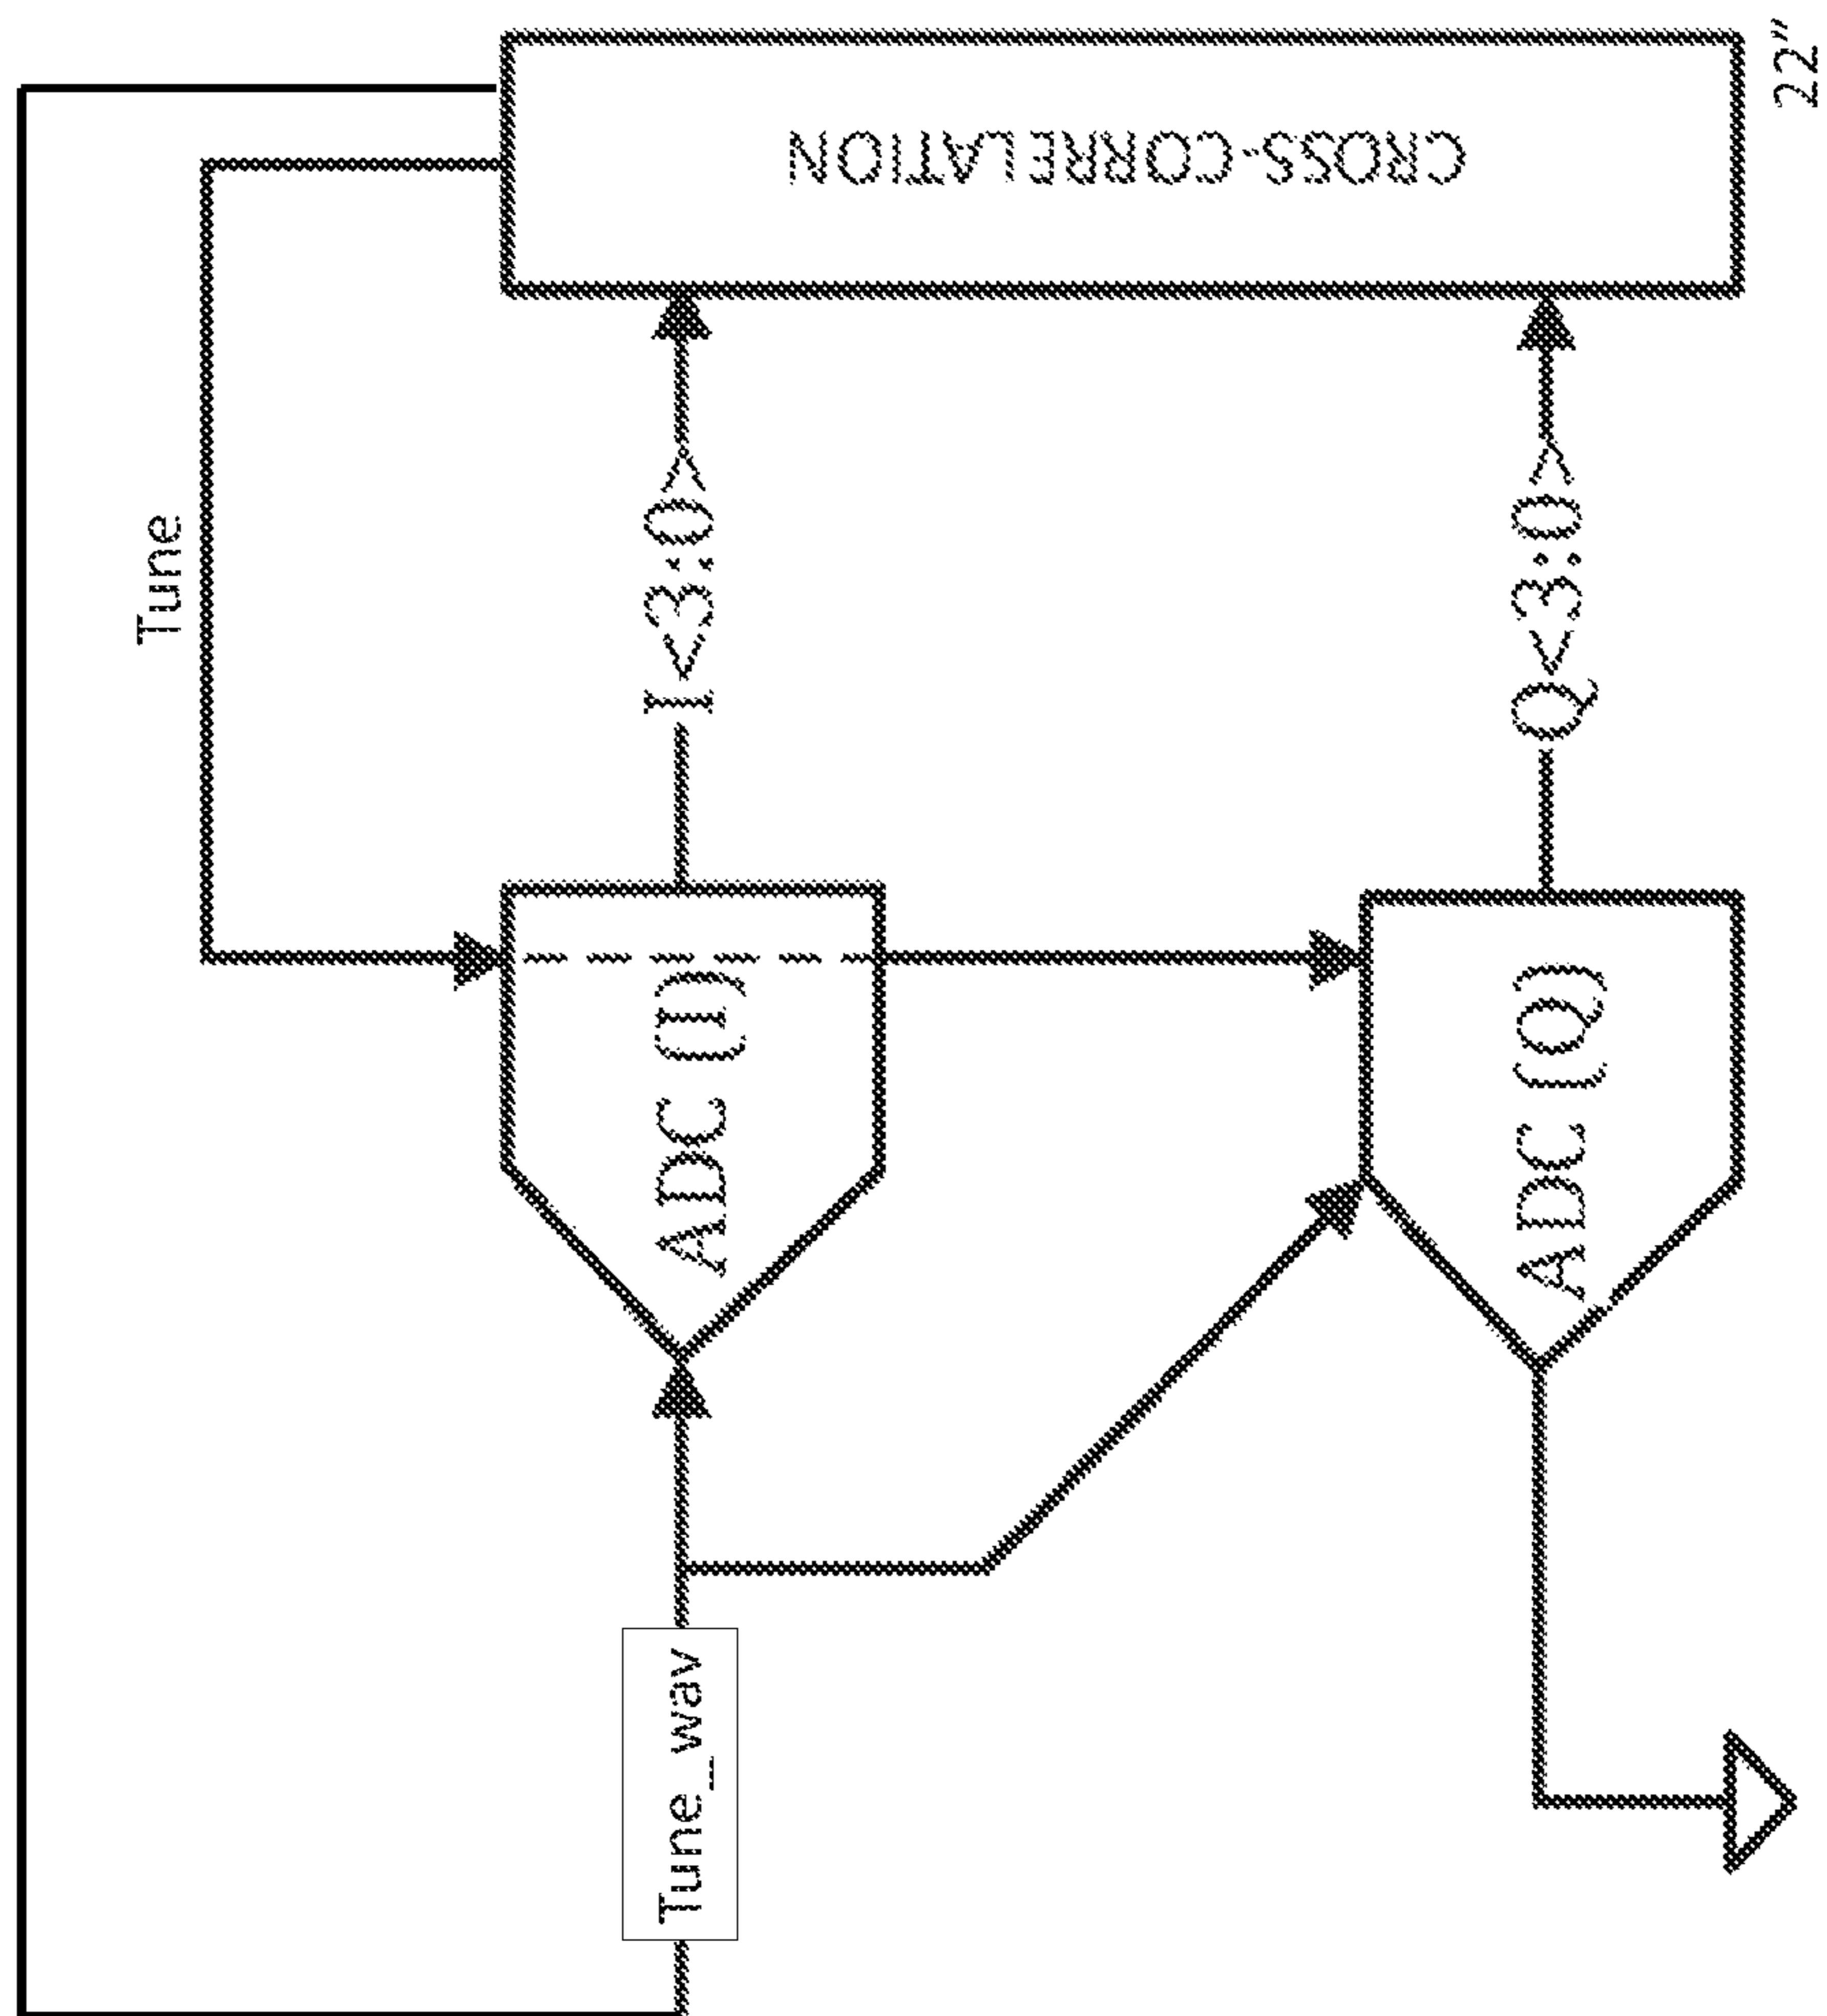 Tune
Tune_wav
ADC (I)
I<3:0>
CROSS-CORRELATION
ADC (Q)
Q<3:0>
22”